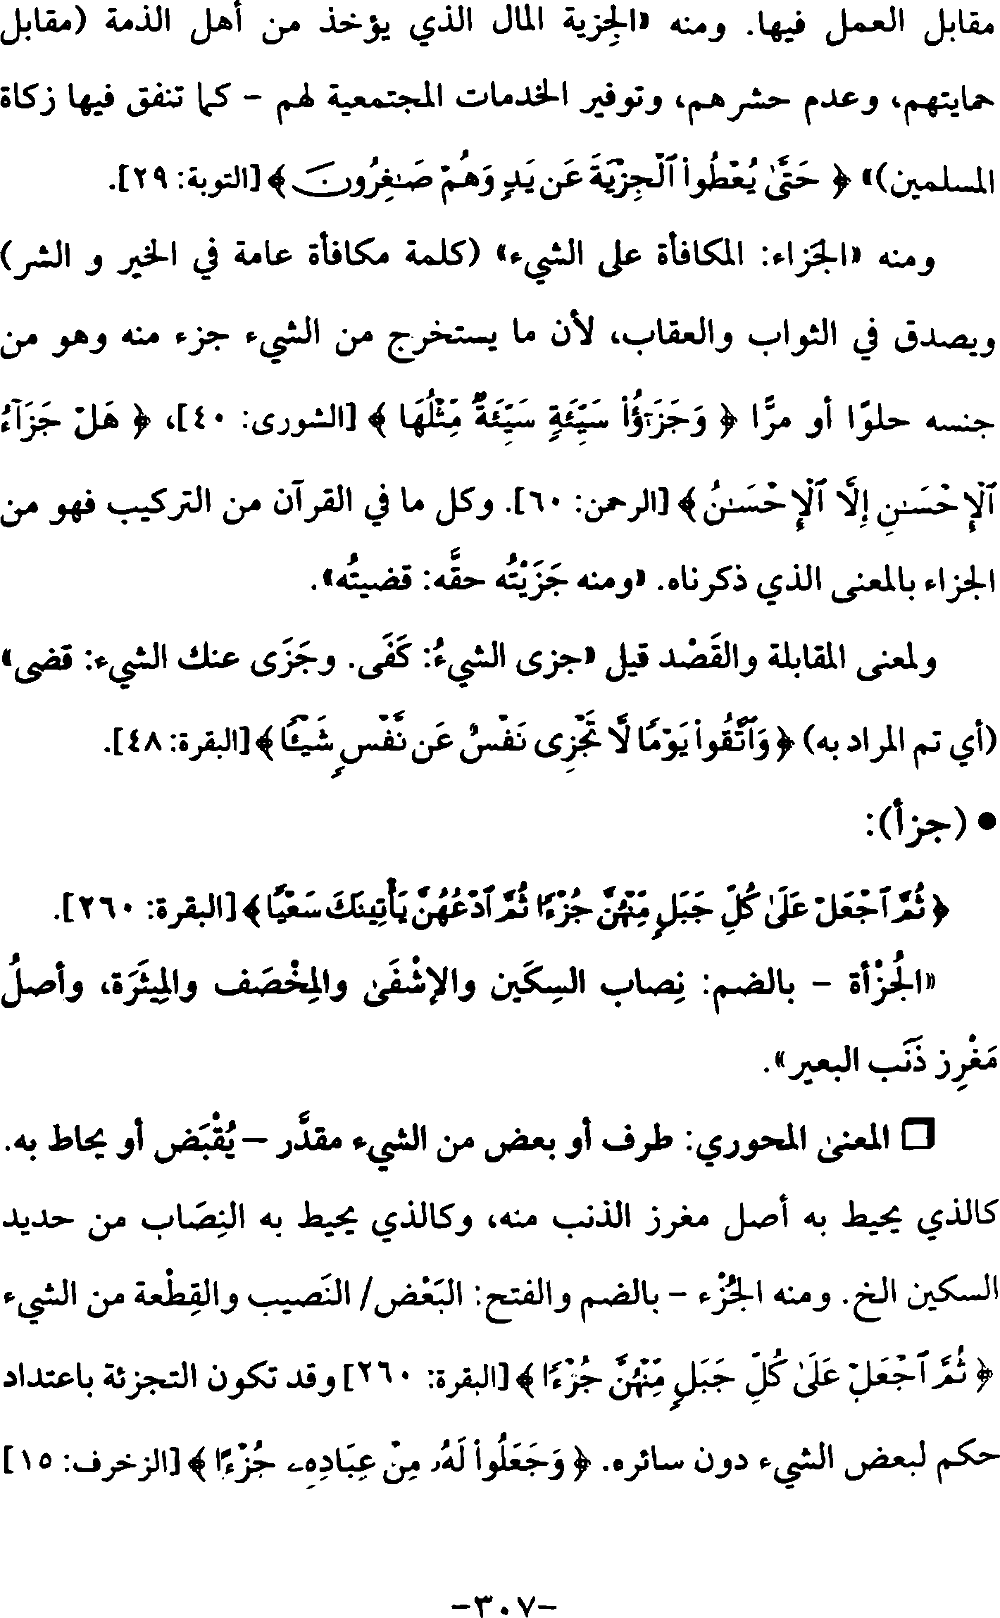 مقابل العمل فيها. ومنه «الجِزية المال الذي يؤخذ من أهل الذمة (مقابل
حمايتهم، وعدم حشرهم، وتوفير الخدمات المجتمعية لهم – كما تنفق فيها زكاة
المسلمين)» ﴿ حَتَّىٰ يُعْطُوا۟ ٱلْجِزْيَةَ عَن يَدٍ وَهُمْ صَـٰغِرُونَ ﴾ [التوبة: ٢٩].
ومنه «الجَزاء: المكافأة على الشيء» (كلمة مكافأة عامة في الخير و الشر)
ويصدق في الثواب والعقاب، لأن ما يستخرج من الشيء جزء منه وهو من
جنسه حلوًا أو مرًّا ﴿ وَجَزَٰٓؤُا۟ سَيِّئَةٍ سَيِّئَةٌ مِّثْلُهَا ﴾ [الشورى: ٤٠]، ﴿ هَلْ جَزَآءُ
ٱلْإِحْسَـٰنِ إِلَّا ٱلْإِحْسَـٰنُ ﴾ [الرحمن: ٦٠]. وكل ما في القرآن من التركيب فهو من
الجزاء بالمعنى الذي ذكرناه. «ومنه جَزَيْتُه حقَّه: قضيتُه».
ولمعنى المقابلة والقَصْد قيل «جزى الشيءُ: كَفَى. وجَزَى عنك الشيء: قضى»
(أي تم المراد به) ﴿ وَٱتَّقُوا۟ يَوْمًا لَّا تَجْزِى نَفْسٌ عَن نَّفْسٍ شَيْـًٔا ﴾ [البقرة: ٤٨].
● (جزأ):
﴿ ثُمَّ ٱجْعَلْ عَلَىٰ كُلِّ جَبَلٍ مِّنْهُنَّ جُزْءًا ثُمَّ ٱدْعُهُنَّ يَأْتِينَكَ سَعْيًا ﴾ [البقرة: ٢٦٠].
«الجُزْأة – بالضم: نِصاب السِكَين والإشْفَىٰ والمِخْصَف والمِيثَرَة، وأصلُ
مَغْرِز ذَنَب البعير».
❒ المعنىٰ المحوري: طرف أو بعض من الشيء مقدَّر – يُقْبَض أو يحاط به.
كالذي يحيط به أصل مغرز الذنب منه، وكالذي يحيط به النِصَاب من حديد
السكين الخ. ومنه الجُزْء – بالضم والفتح: البَعْض/ النَصيب والقِطْعة من الشيء
﴿ ثُمَّ ٱجْعَلْ عَلَىٰ كُلِّ جَبَلٍ مِّنْهُنَّ جُزْءًا ﴾ [البقرة: ٢٦٠] وقد تكون التجزئة باعتداد
حكم لبعض الشيء دون سائره. ﴿ وَجَعَلُوا۟ لَهُۥ مِنْ عِبَادِهِۦ جُزْءًا ﴾ [الزخرف: ١٥]
–٣٠٧–